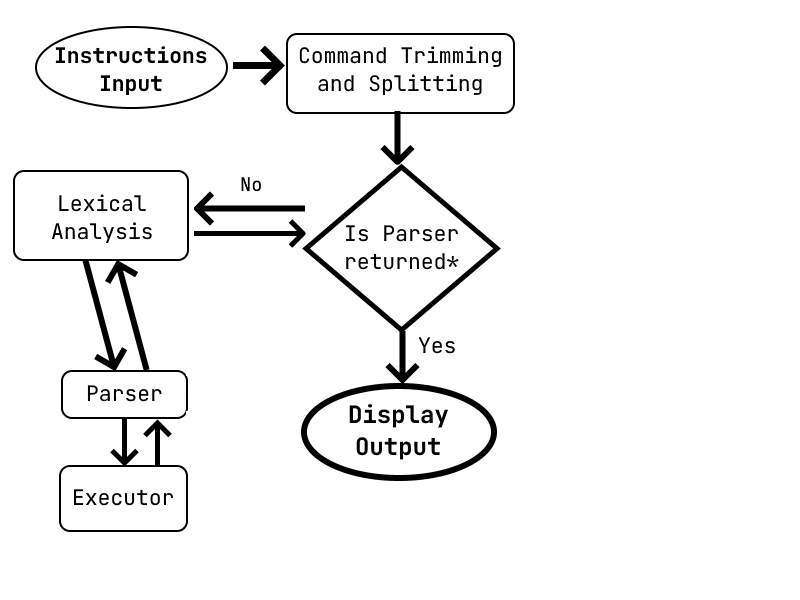 Instructions
Input
Command Trimming
and Splitting
No
Lexical
Analysis
Is Parser
returned*
Yes
Parser
Display
Output
Executor